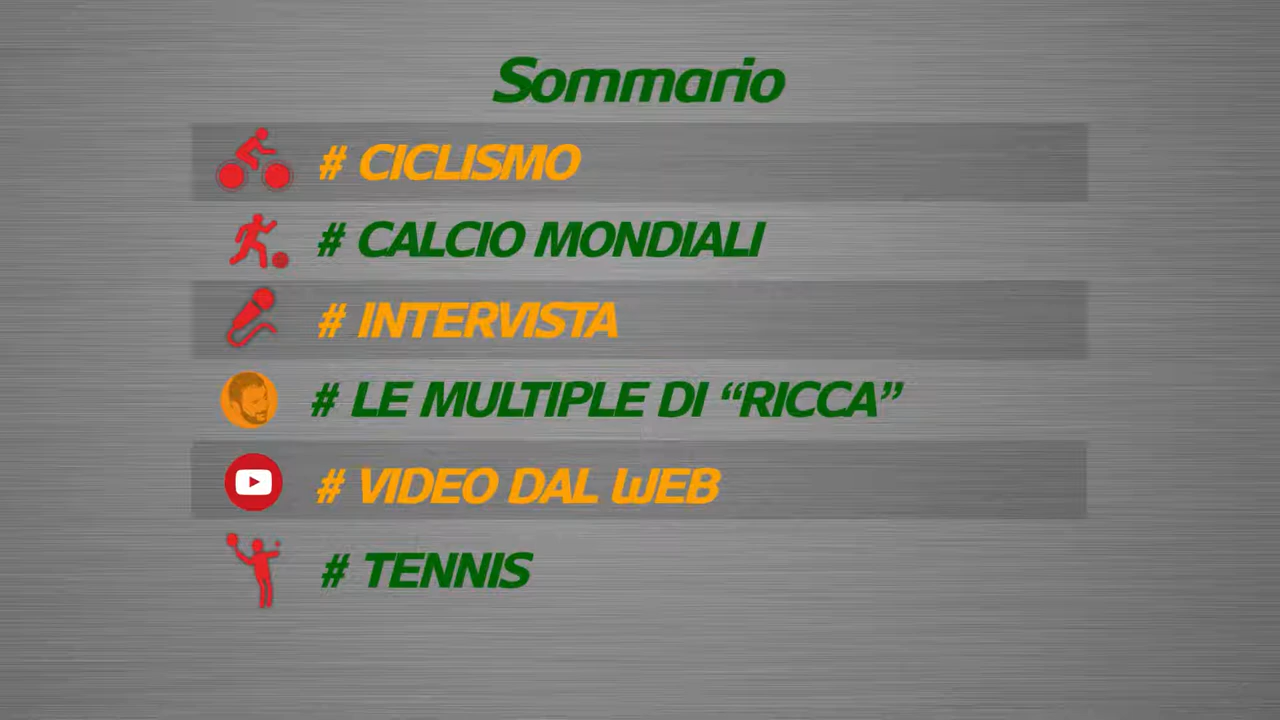 Sommario
# CICLISMO
# CALCIO MONDIALI
# INTERVISTA
# LE MULTIPLE DI “RICCA”
# VIDEO DAL WEB
# TENNIS